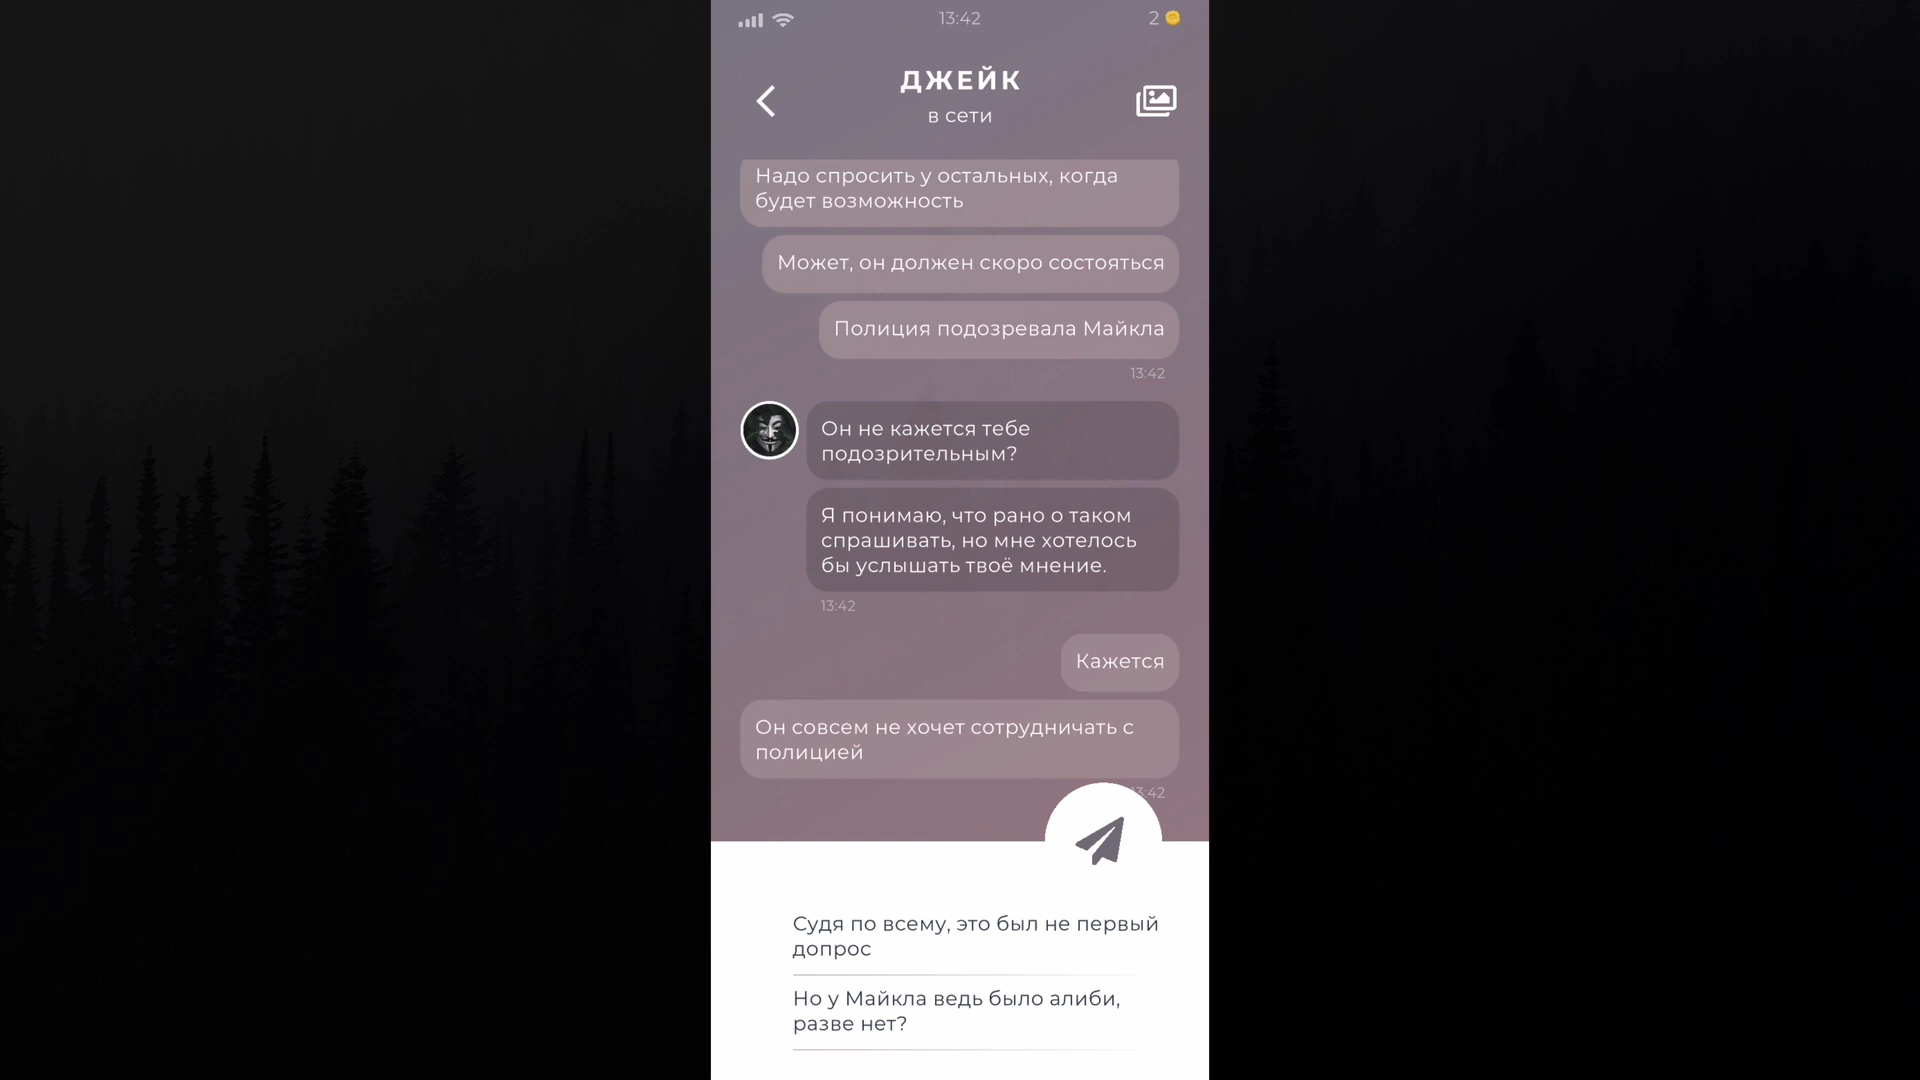 13:42
2
ДЖЕЙК
в сети
Надо спросить у остальных, когда
будет возможность
Может, он должен скоро состояться
Полиция подозревала Майкла
13:42
Он не кажется тебе
подозрительным?
Я понимаю, что рано о таком
спрашивать, но мне хотелось
бы услышать твоё мнение.
13:42
Кажется
Он совсем не хочет сотрудничать с
полицией
13:42
Судя по всему, это был не первый
допрос
Но у Майкла ведь было алиби,
разве нет?